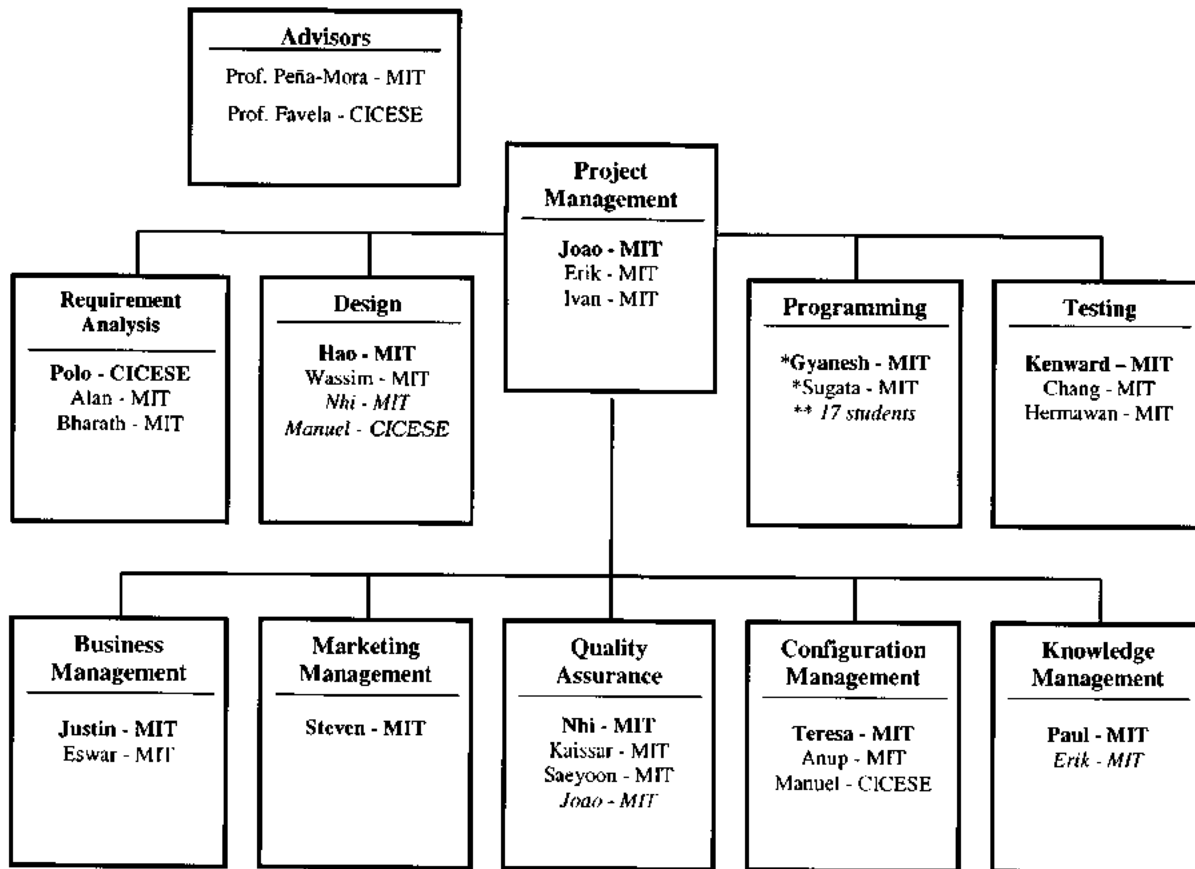 Advisors
Prof. Peña-Mora - MIT
Prof. Favela - CICESE
Project
Management
Joao - MIT
Erik - MIT
Ivan - MIT
Requirement
Analysis
Polo - CICESE
Alan - MIT
Bharath - MIT
Design
Hao - MIT
Wassim - MIT
Nhi - MIT
Manuel - CICESE
Programming
*Gyanesh - MIT
*Sugata - MIT
** 17 students
Testing
Kenward – MIT
Chang - MIT
Hermawan - MIT
Business
Management
Justin - MIT
Eswar - MIT
Marketing
Management
Steven - MIT
Quality
Assurance
Nhi - MIT
Kaissar - MIT
Saeyoon - MIT
Joao - MIT
Configuration
Management
Teresa - MIT
Anup - MIT
Manuel - CICESE
Knowledge
Management
Paul - MIT
Erik - MIT